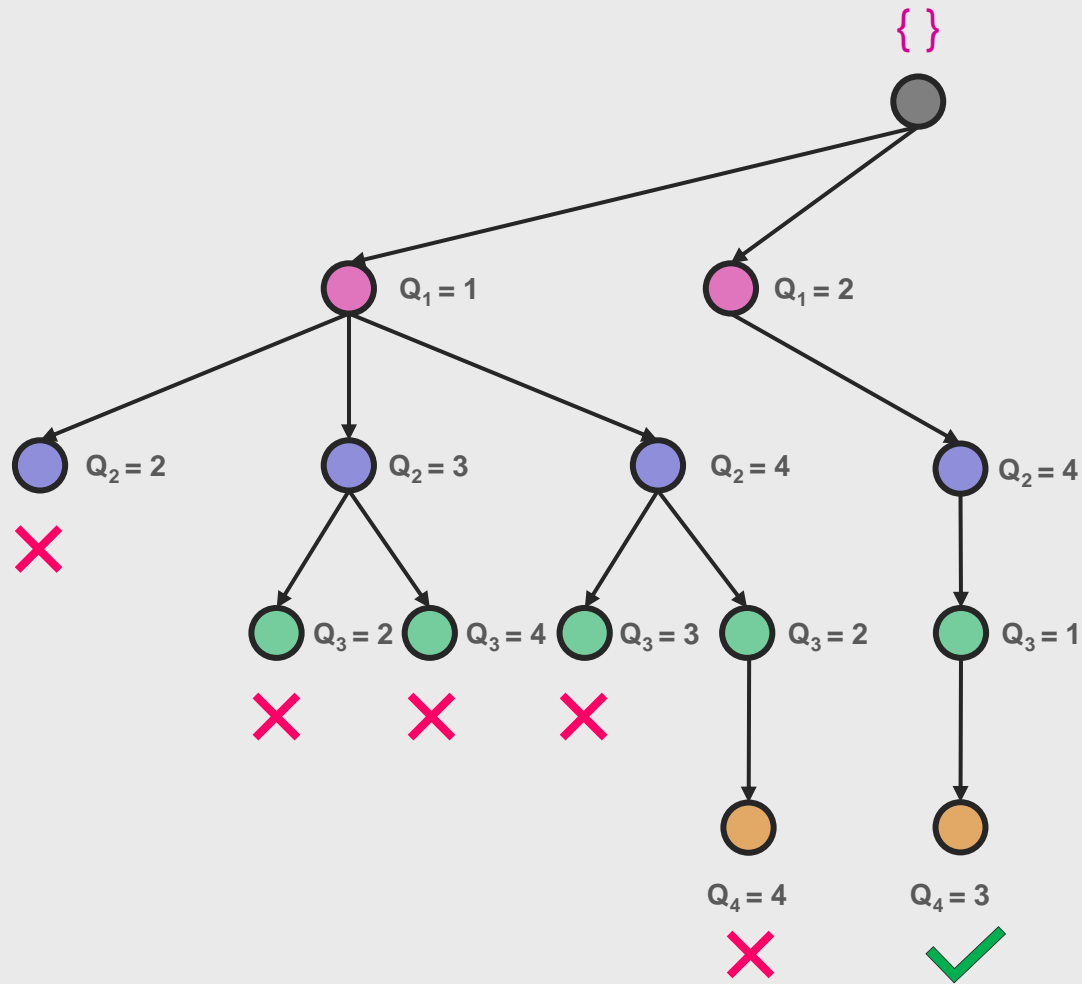 { }
Q₁ = 1
Q₁ = 2
Q₂ = 2
Q₂ = 3
Q₂ = 4
Q₂ = 4
Q₃ = 2
Q₃ = 4
Q₃ = 3
Q₃ = 2
Q₃ = 1
Q₄ = 4
Q₄ = 3